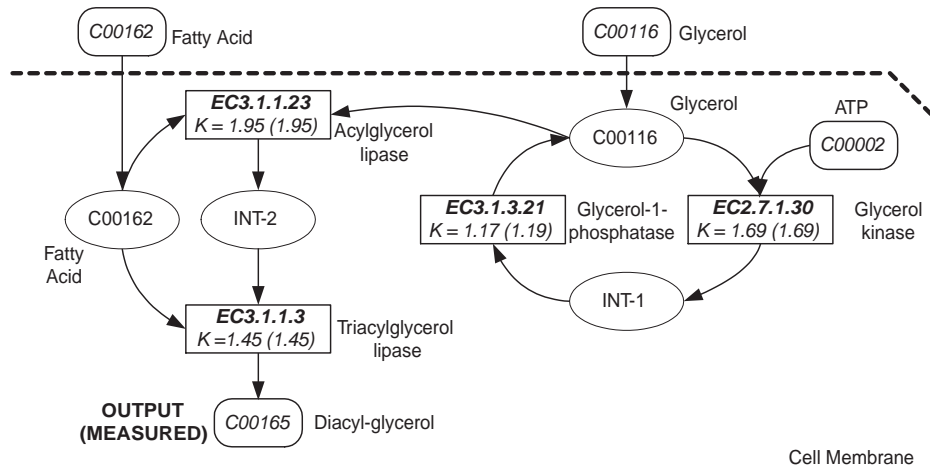 C00162
Fatty Acid
C00116
Glycerol
EC3.1.1.23
K = 1.95 (1.95)
Acylglycerol
lipase
Glycerol
C00116
ATP
C00002
C00162
Fatty
Acid
INT-2
EC3.1.3.21
K = 1.17 (1.19)
Glycerol-1-
phosphatase
EC2.7.1.30
K = 1.69 (1.69)
Glycerol
kinase
INT-1
EC3.1.1.3
K =1.45 (1.45)
Triacylglycerol
lipase
OUTPUT
(MEASURED)
C00165
Diacyl-glycerol
Cell Membrane